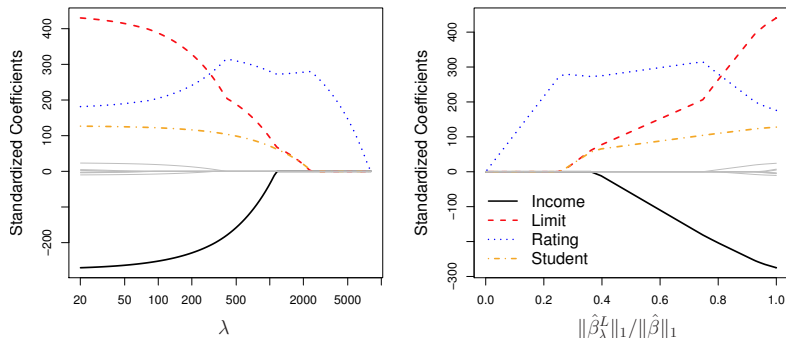 Standardized Coefficients
400
300
200
100
0
-200
20 50 100 200 500 2000 5000
λ
Standardized Coefficients
400
300
200
100
0
-100
-300
Income
Limit
Rating
Student
0.0 0.2 0.4 0.6 0.8 1.0
‖β̂λᴸ‖₁/‖β̂‖₁